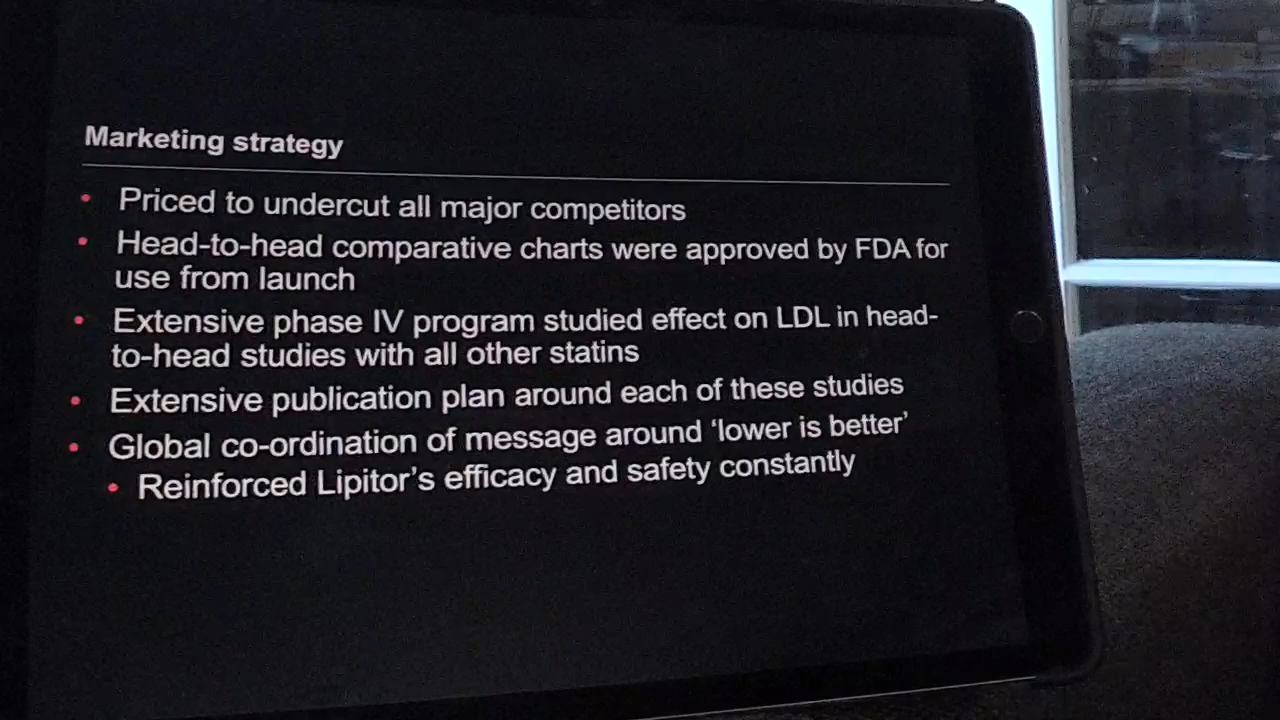 Marketing strategy
• Priced to undercut all major competitors
• Head-to-head comparative charts were approved by FDA for
use from launch
• Extensive phase IV program studied effect on LDL in head-
to-head studies with all other statins
• Extensive publication plan around each of these studies
• Global co-ordination of message around ‘lower is better’
• Reinforced Lipitor’s efficacy and safety constantly